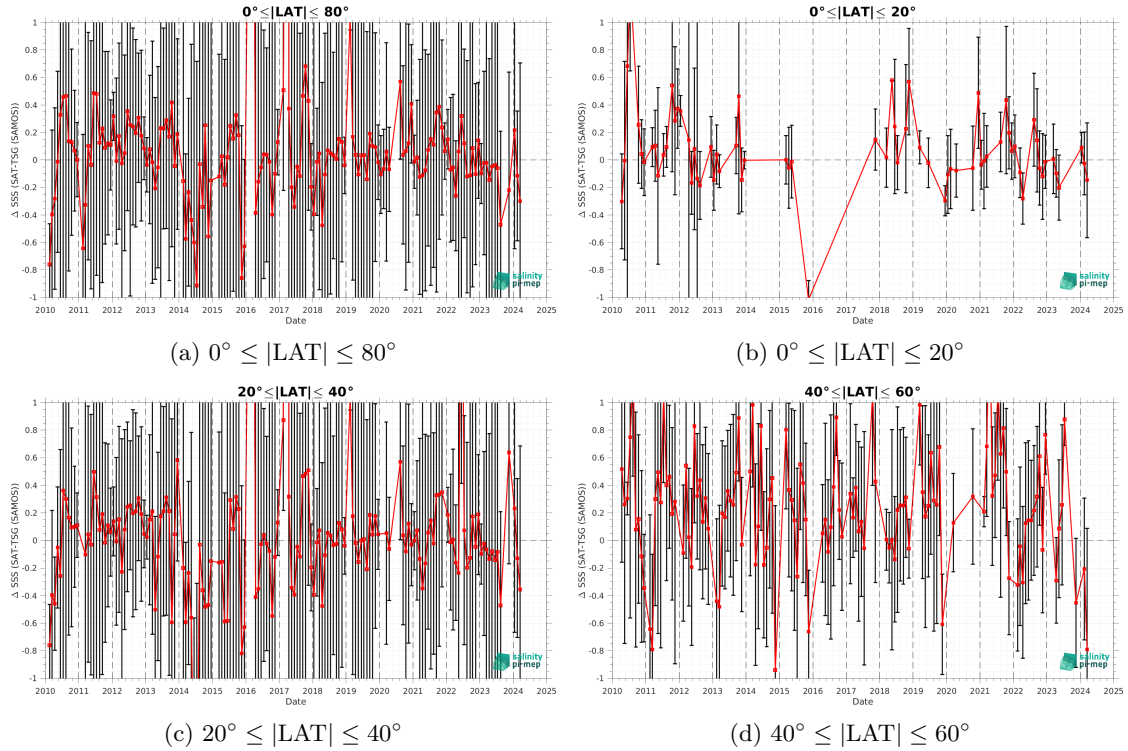 0°≤|LAT|≤ 80°
Δ SSS (SAT-TSG (SAMOS))
1
0.8
0.6
0.4
0.2
0
-0.2
-0.4
-0.6
-0.8
-1
salinity
pi-mep
2010 2011 2012 2013 2014 2015 2016 2017 2018 2019 2020 2021 2022 2023 2024 2025
Date
(a) 0° ≤ |LAT| ≤ 80°
0°≤|LAT|≤ 20°
Δ SSS (SAT-TSG (SAMOS))
1
0.8
0.6
0.4
0.2
0
-0.2
-0.4
-0.6
-0.8
-1
salinity
pi-mep
2010 2011 2012 2013 2014 2015 2016 2017 2018 2019 2020 2021 2022 2023 2024 2025
Date
(b) 0° ≤ |LAT| ≤ 20°
20°≤|LAT|≤ 40°
Δ SSS (SAT-TSG (SAMOS))
1
0.8
0.6
0.4
0.2
0
-0.2
-0.4
-0.6
-0.8
-1
salinity
pi-mep
2010 2011 2012 2013 2014 2015 2016 2017 2018 2019 2020 2021 2022 2023 2024 2025
Date
(c) 20° ≤ |LAT| ≤ 40°
40°≤|LAT|≤ 60°
Δ SSS (SAT-TSG (SAMOS))
1
0.8
0.6
0.4
0.2
0
-0.2
-0.4
-0.6
-0.8
-1
salinity
pi-mep
2010 2011 2012 2013 2014 2015 2016 2017 2018 2019 2020 2021 2022 2023 2024 2025
Date
(d) 40° ≤ |LAT| ≤ 60°